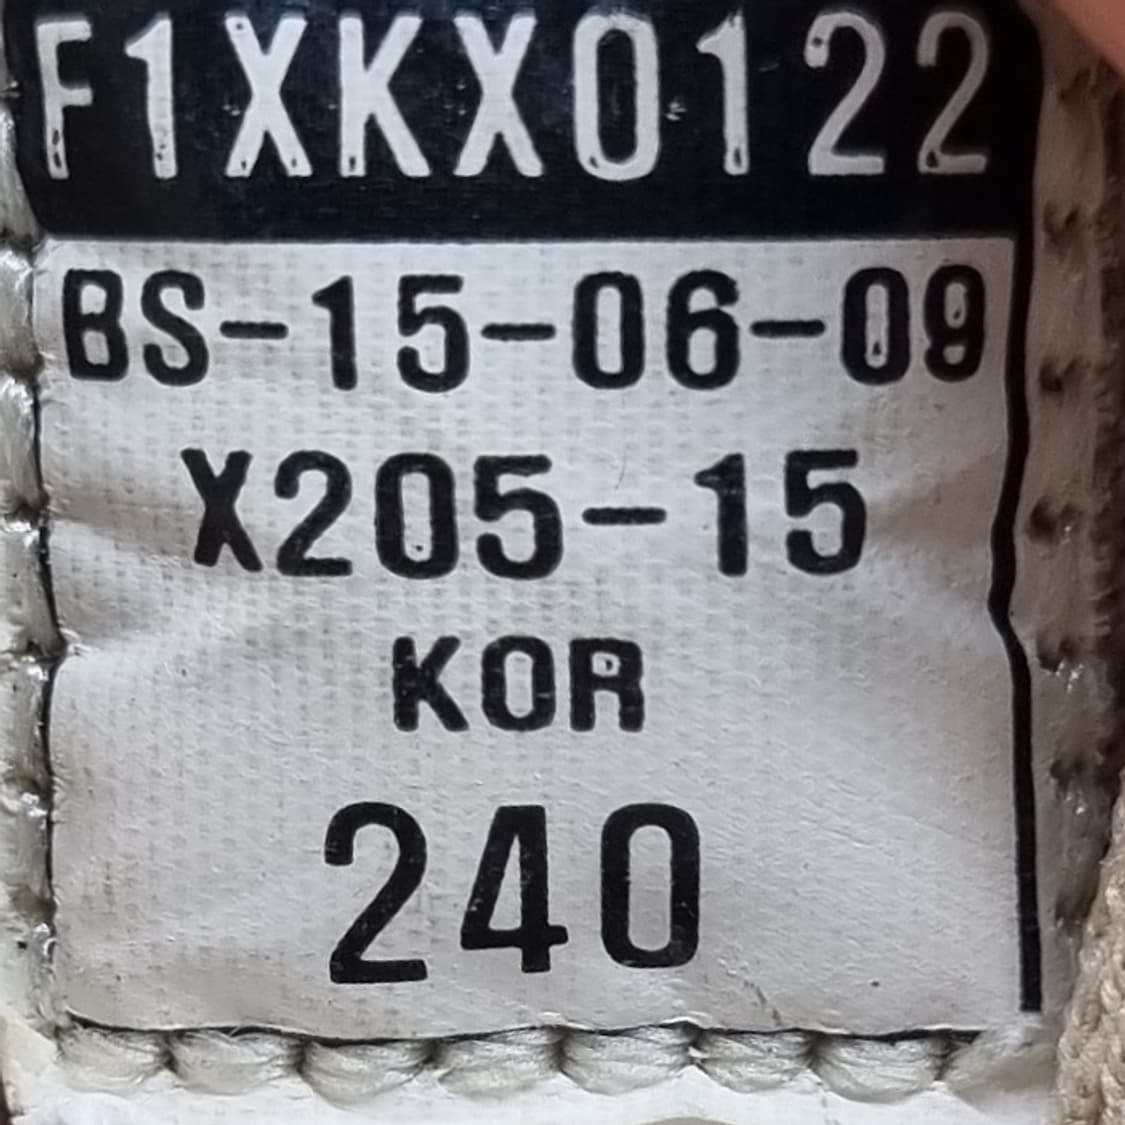 F1XKX0122
BS-15-06-09
X205-15
KOR
240